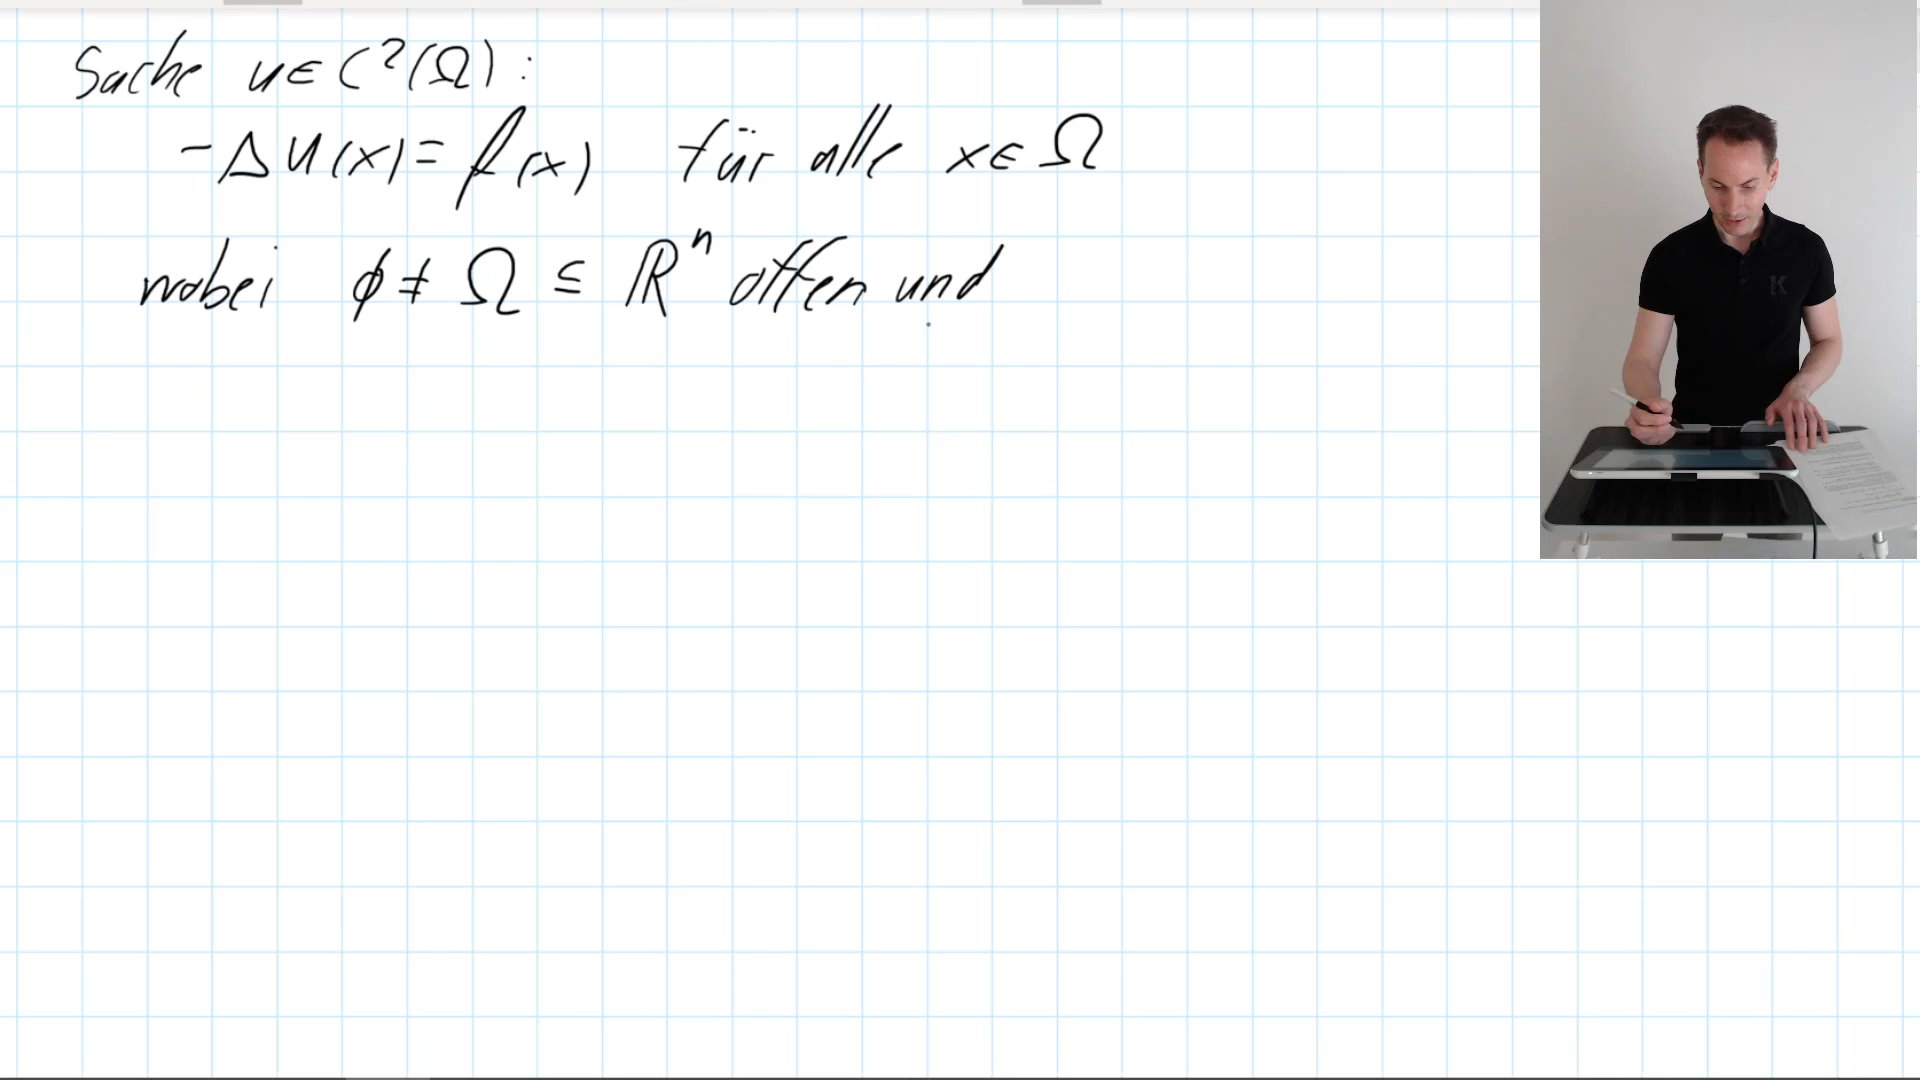 Suche u ∈ C²(Ω):
-Δu(x) = f(x) für alle x ∈ Ω
wobei ∅ ≠ Ω ⊆ ℝⁿ offen und
K